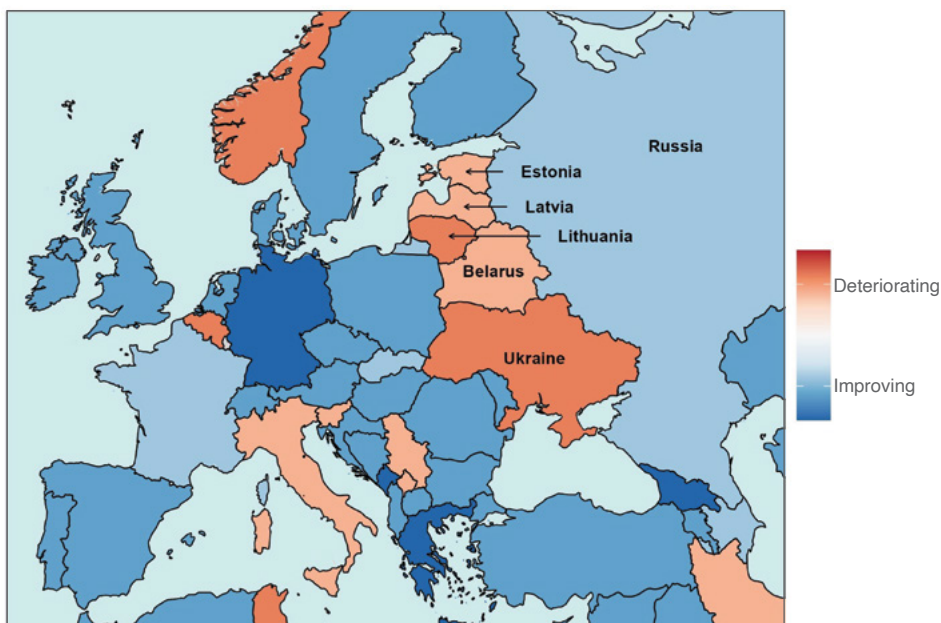 Russia
Estonia
Latvia
Lithuania
Belarus
Deteriorating
Ukraine
Improving